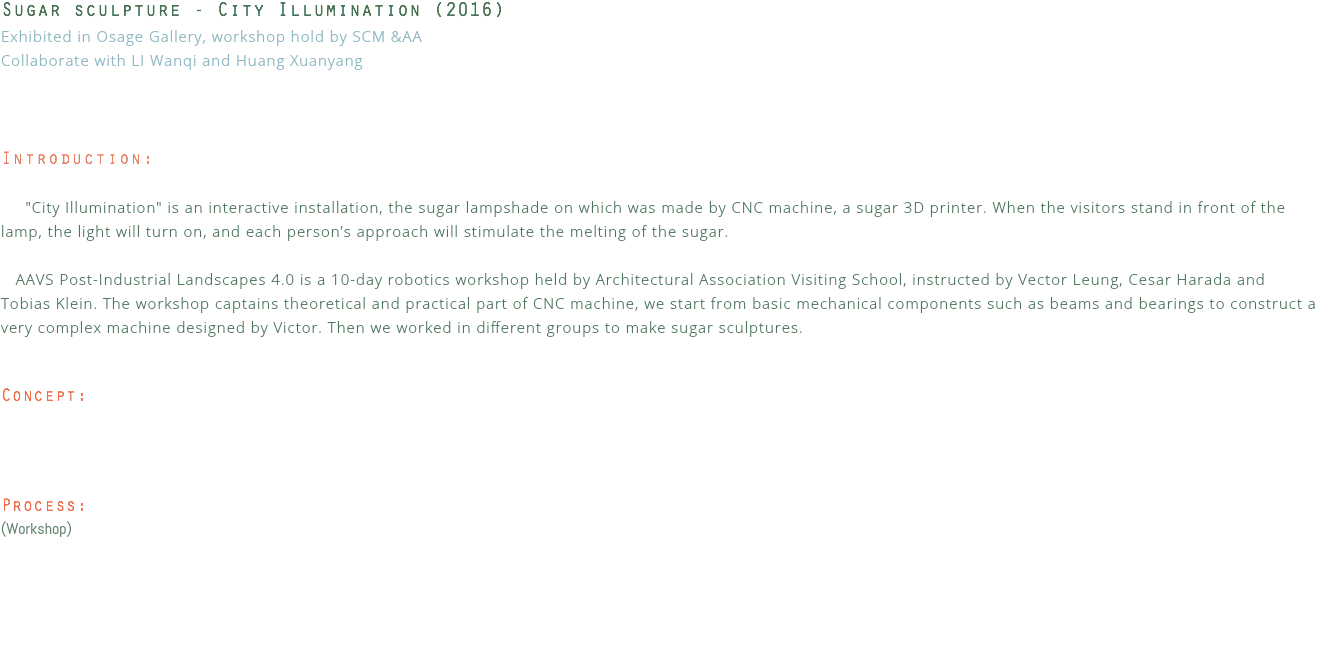 Sugar sculpture - City Illumination (2016)
Exhibited in Osage Gallery, workshop hold by SCM &AA
Collaborate with LI Wanqi and Huang Xuanyang
Introduction:
"City Illumination" is an interactive installation, the sugar lampshade on which was made by CNC machine, a sugar 3D printer. When the visitors stand in front of the
lamp, the light will turn on, and each person’s approach will stimulate the melting of the sugar.
AAVS Post-Industrial Landscapes 4.0 is a 10-day robotics workshop held by Architectural Association Visiting School, instructed by Vector Leung, Cesar Harada and
Tobias Klein. The workshop captains theoretical and practical part of CNC machine, we start from basic mechanical components such as beams and bearings to construct a
very complex machine designed by Victor. Then we worked in different groups to make sugar sculptures.
Concept:
Process:
(Workshop)